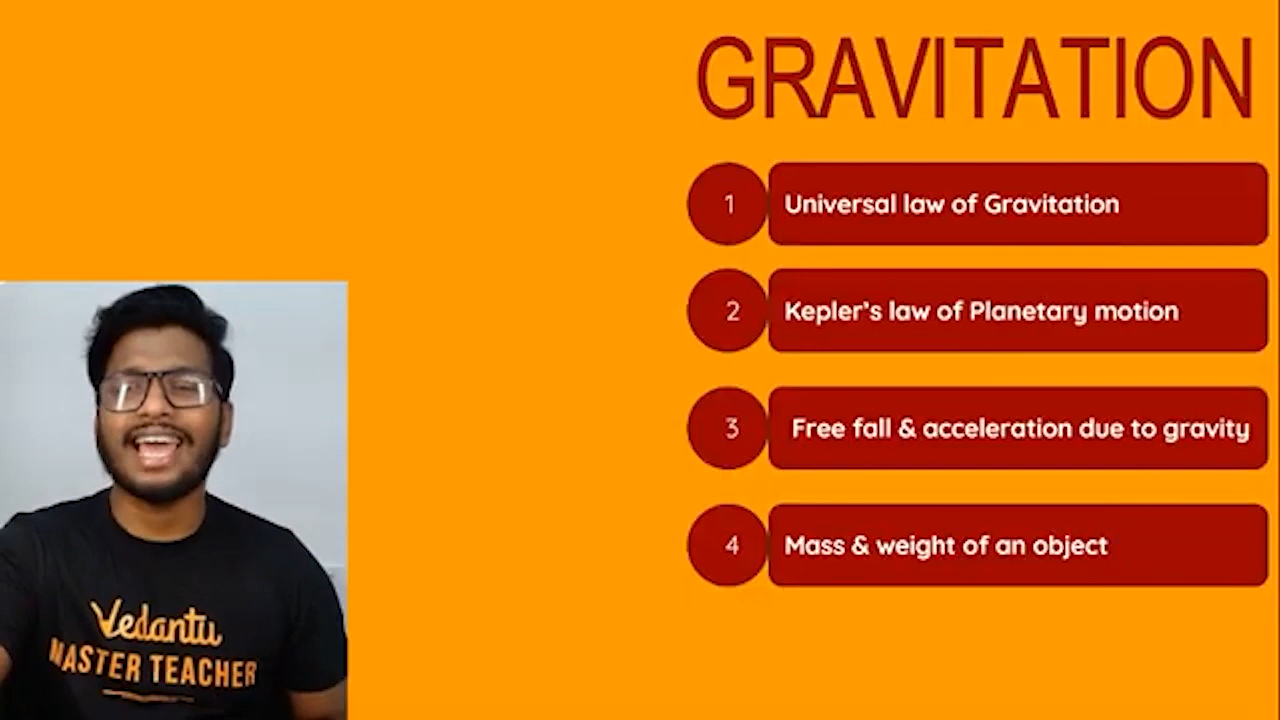 GRAVITATION
1 Universal law of Gravitation
2 Kepler's law of Planetary motion
3 Free fall & acceleration due to gravity
4 Mass & weight of an object
Vedantu
MASTER TEACHER